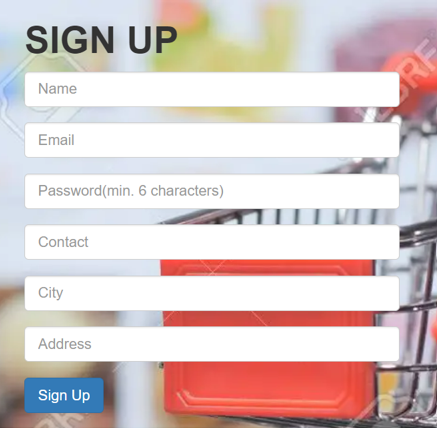 SIGN UP
Name
Email
Password(min. 6 characters)
Contact
City
Address
Sign Up